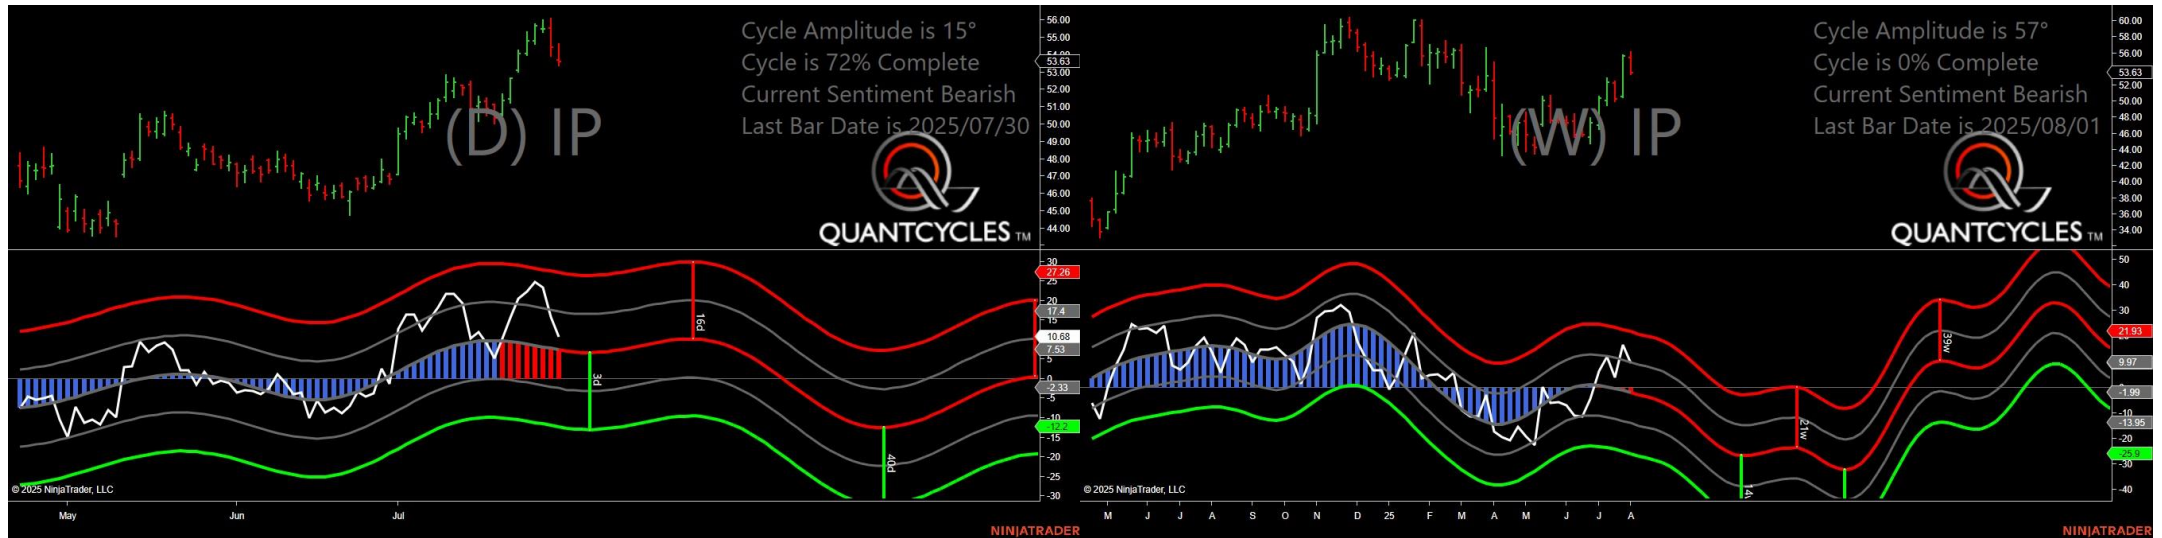 Cycle Amplitude is 15°
Cycle is 72% Complete
Current Sentiment Bearish
Last Bar Date is 2025/07/30
(D) IP
QUANTCYCLES TM
56.00
55.00
53.63
53.00
52.00
51.00
50.00
49.00
48.00
47.00
46.00
45.00
44.00
30
27.26
25
20
17.4
15
10.68
7.53
5
0
-2.33
-5
-10
-12.2
-15
-20
-25
-30
16d
3d
40d
© 2025 NinjaTrader, LLC
May Jun Jul
NINJATRADER
Cycle Amplitude is 57°
Cycle is 0% Complete
Current Sentiment Bearish
Last Bar Date is 2025/08/01
(W) IP
QUANTCYCLES TM
60.00
58.00
56.00
53.63
52.00
50.00
48.00
46.00
44.00
42.00
40.00
38.00
36.00
34.00
50
40
30
21.93
9.97
-1.99
-10
-13.95
-20
-25.9
-30
-40
39w
21w
© 2025 NinjaTrader, LLC
M J J A S O N D 25 F M A M J J A
NINJATRADER